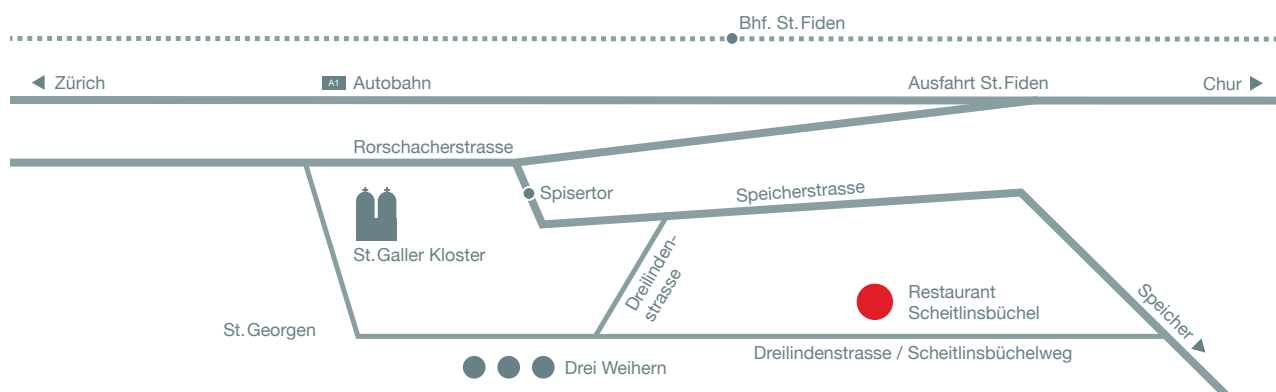 Bhf. St. Fiden
Zürich
A1 Autobahn
Ausfahrt St. Fiden
Chur
Rorschacherstrasse
Spisertor
Speicherstrasse
St. Galler Kloster
Dreilinden-
strasse
Restaurant
Scheitlinsbüchel
Speicher
St. Georgen
Dreilindenstrasse / Scheitlinsbüchelweg
Drei Weihern